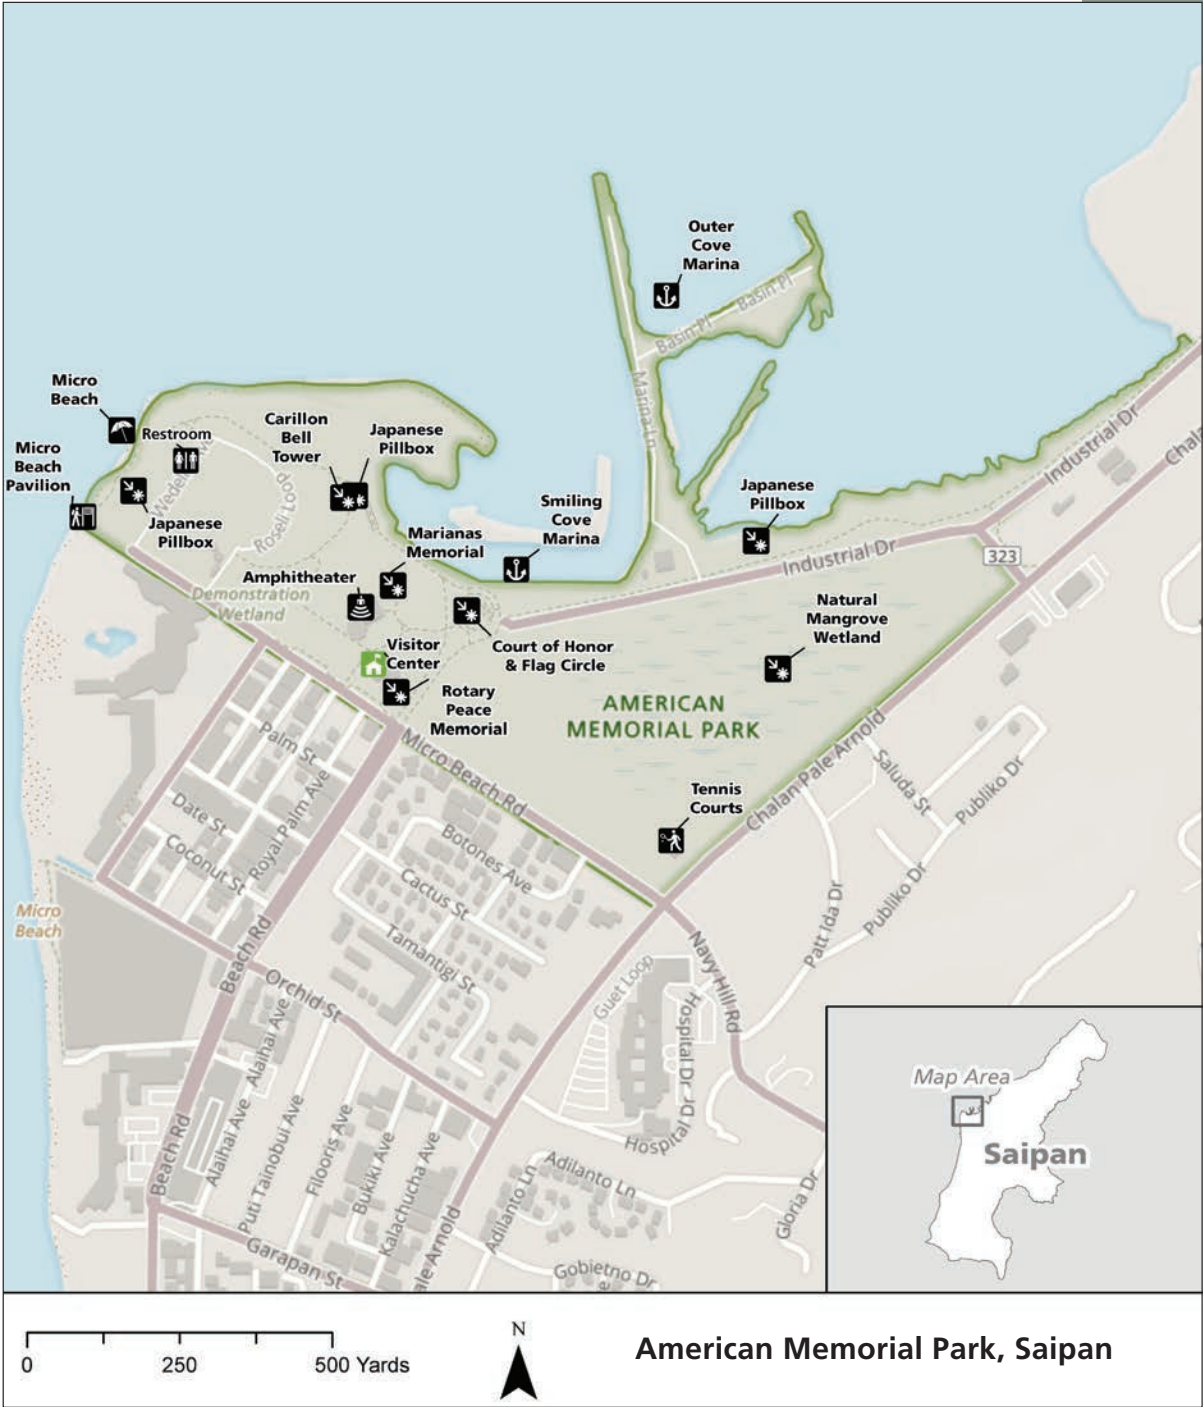 Outer
Cove
Marina
Basin Pl
Basin Pl
Marina Ln
Micro
Beach
Restroom
Carillon
Bell
Tower
Japanese
Pillbox
Micro
Beach
Pavilion
Japanese
Pillbox
Roseli Loop
Marianas
Memorial
Smiling
Cove
Marina
Japanese
Pillbox
Industrial Dr
Industrial Dr
323
Amphitheater
Demonstration
Wetland
Visitor
Center
Court of Honor
& Flag Circle
Rotary
Peace
Memorial
Natural
Mangrove
Wetland
AMERICAN
MEMORIAL PARK
Tennis
Courts
Micro Beach Rd
Chalan Pale Arnold
Saluda St
Publiko Dr
Publiko Dr
Patt Ida Dr
Palm St
Date St
Coconut St
Royal Palm Ave
Botones Ave
Cactus St
Tamantigi St
Micro
Beach
Beach Rd
Orchid St
Navy Hill Rd
Guet Loop
Hospital Dr
Hospital Dr
Alaihai Ave
Alaihai Ave
Puti Tainobui Ave
Filooris Ave
Bukiki Ave
Kalachucha Ave
Beach Rd
Garapan St
ale Arnold
Adilanto Ln
Adilanto Ln
Gobietno Dr
Gloria Dr
Map Area
Saipan
0 250 500 Yards
N
American Memorial Park, Saipan